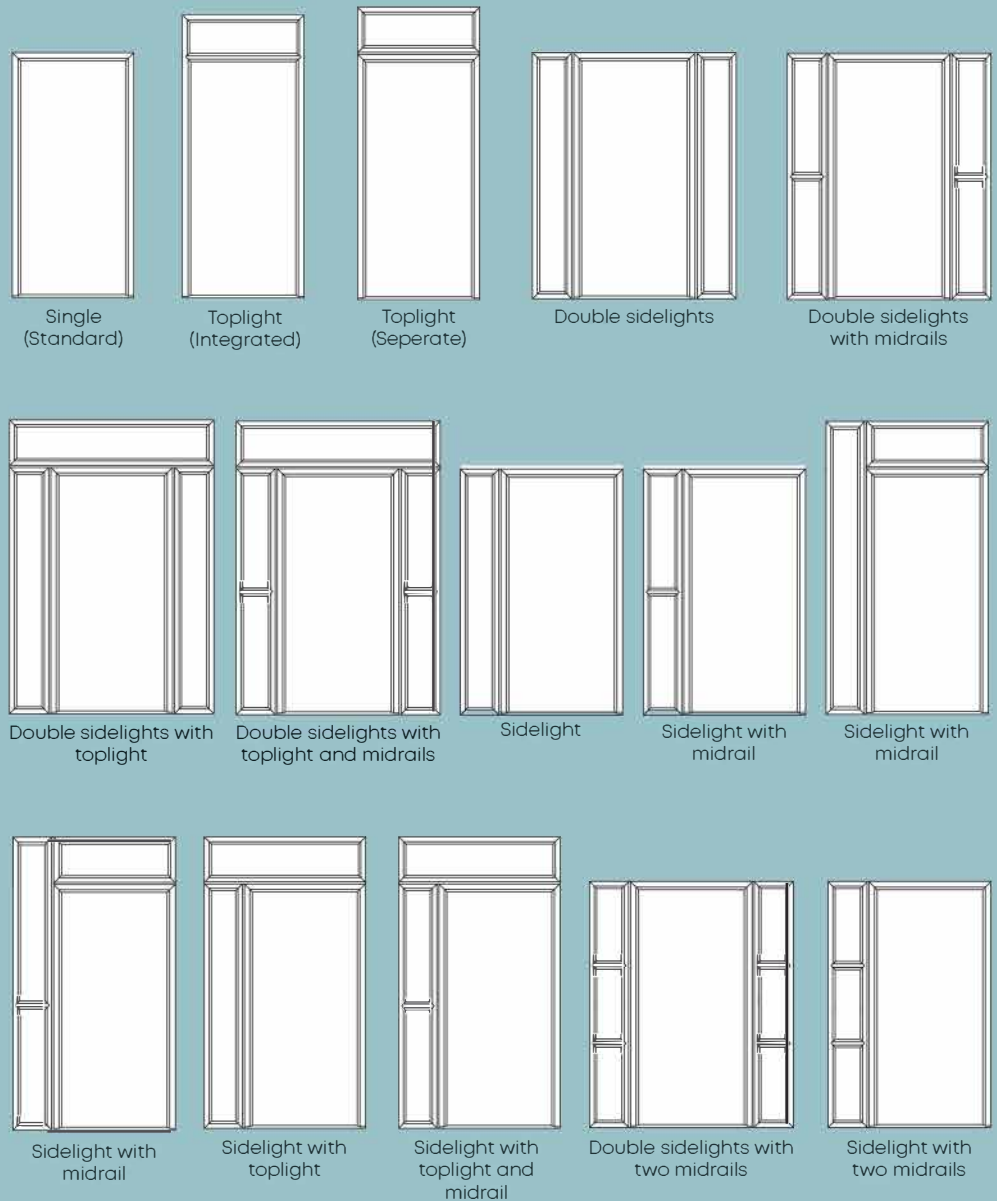 Single
(Standard)
Toplight
(Integrated)
Toplight
(Seperate)
Double sidelights
Double sidelights
with midrails
Double sidelights with
toplight
Double sidelights with
toplight and midrails
Sidelight
Sidelight with
midrail
Sidelight with
midrail
Sidelight with
midrail
Sidelight with
toplight
Sidelight with
toplight and
midrail
Double sidelights with
two midrails
Sidelight with
two midrails